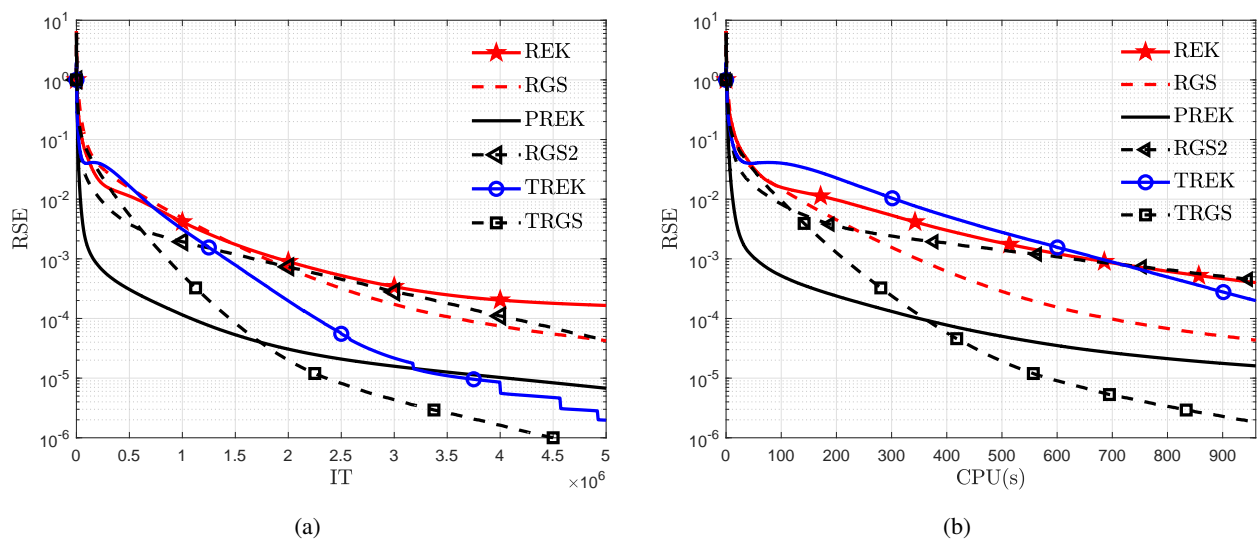 10^1
10^0
10^-1
10^-2
10^-3
10^-4
10^-5
10^-6
RSE
REK
RGS
PREK
RGS2
TREK
TRGS
0 0.5 1 1.5 2 2.5 3 3.5 4 4.5 5
IT
×10^6
(a)
10^1
10^0
10^-1
10^-2
10^-3
10^-4
10^-5
10^-6
RSE
REK
RGS
PREK
RGS2
TREK
TRGS
0 100 200 300 400 500 600 700 800 900
CPU(s)
(b)